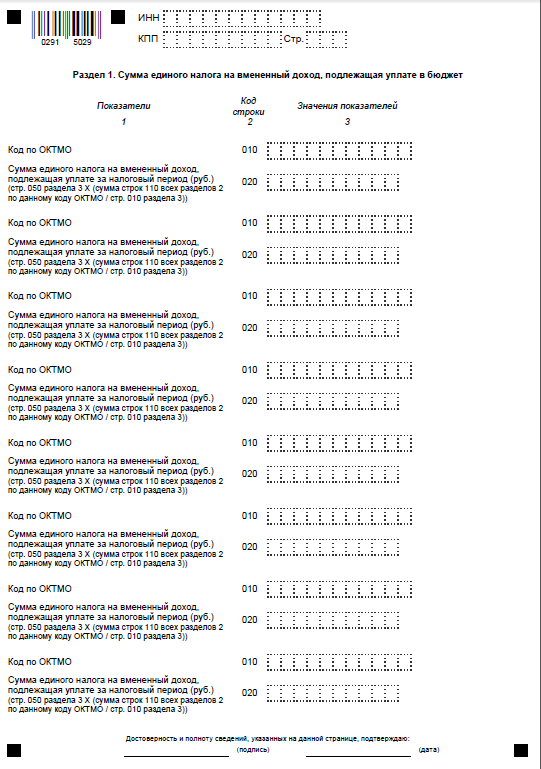 ИНН
0291 5029
КПП Стр.
Раздел 1. Сумма единого налога на вмененный доход, подлежащая уплате в бюджет
Показатели Код строки Значения показателей
1 2 3
Код по ОКТМО 010
Сумма единого налога на вмененный доход,
подлежащая уплате за налоговый период (руб.) 020
(стр. 050 раздела 3 Х (сумма строк 110 всех разделов 2
по данному коду ОКТМО / стр. 010 раздела 3))
Код по ОКТМО 010
Сумма единого налога на вмененный доход,
подлежащая уплате за налоговый период (руб.) 020
(стр. 050 раздела 3 Х (сумма строк 110 всех разделов 2
по данному коду ОКТМО / стр. 010 раздела 3))
Код по ОКТМО 010
Сумма единого налога на вмененный доход,
подлежащая уплате за налоговый период (руб.) 020
(стр. 050 раздела 3 Х (сумма строк 110 всех разделов 2
по данному коду ОКТМО / стр. 010 раздела 3))
Код по ОКТМО 010
Сумма единого налога на вмененный доход,
подлежащая уплате за налоговый период (руб.) 020
(стр. 050 раздела 3 Х (сумма строк 110 всех разделов 2
по данному коду ОКТМО / стр. 010 раздела 3))
Код по ОКТМО 010
Сумма единого налога на вмененный доход,
подлежащая уплате за налоговый период (руб.) 020
(стр. 050 раздела 3 Х (сумма строк 110 всех разделов 2
по данному коду ОКТМО / стр. 010 раздела 3))
Код по ОКТМО 010
Сумма единого налога на вмененный доход,
подлежащая уплате за налоговый период (руб.) 020
(стр. 050 раздела 3 Х (сумма строк 110 всех разделов 2
по данному коду ОКТМО / стр. 010 раздела 3))
Код по ОКТМО 010
Сумма единого налога на вмененный доход,
подлежащая уплате за налоговый период (руб.) 020
(стр. 050 раздела 3 Х (сумма строк 110 всех разделов 2
по данному коду ОКТМО / стр. 010 раздела 3))
Код по ОКТМО 010
Сумма единого налога на вмененный доход,
подлежащая уплате за налоговый период (руб.) 020
(стр. 050 раздела 3 Х (сумма строк 110 всех разделов 2
по данному коду ОКТМО / стр. 010 раздела 3))
Достоверность и полноту сведений, указанных на данной странице, подтверждаю:
(подпись) (дата)